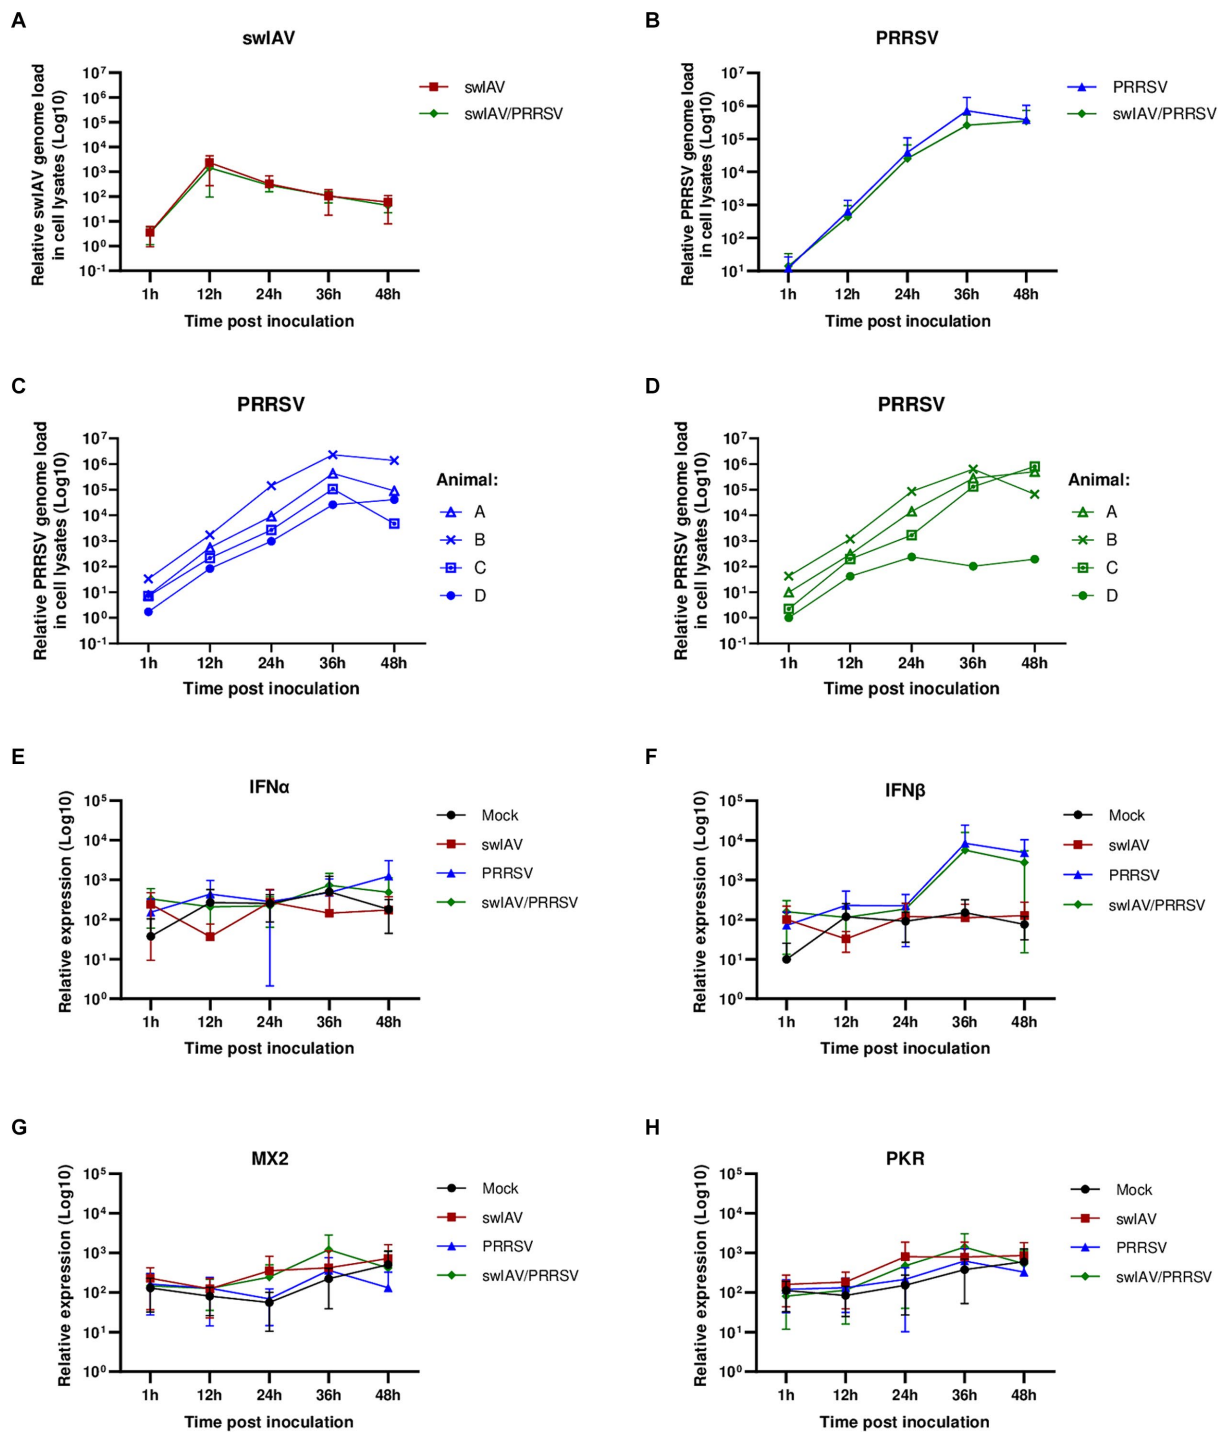 A
swIAV
Relative swIAV genome load
in cell lysates (Log10)
10⁷
10⁶
10⁵
10⁴
10³
10²
10¹
10⁰
10⁻¹
1h 12h 24h 36h 48h
Time post inoculation
swIAV
swIAV/PRRSV
B
PRRSV
Relative PRRSV genome load
in cell lysates (Log10)
10⁷
10⁶
10⁵
10⁴
10³
10²
10¹
1h 12h 24h 36h 48h
Time post inoculation
PRRSV
swIAV/PRRSV
C
PRRSV
Relative PRRSV genome load
in cell lysates (Log10)
10⁷
10⁶
10⁵
10⁴
10³
10²
10¹
10⁰
10⁻¹
1h 12h 24h 36h 48h
Time post inoculation
Animal:
A
B
C
D
D
PRRSV
Relative PRRSV genome load
in cell lysates (Log10)
10⁷
10⁶
10⁵
10⁴
10³
10²
10¹
10⁰
10⁻¹
1h 12h 24h 36h 48h
Time post inoculation
Animal:
A
B
C
D
E
IFNα
Relative expression (Log10)
10⁵
10⁴
10³
10²
10¹
10⁰
1h 12h 24h 36h 48h
Time post inoculation
Mock
swIAV
PRRSV
swIAV/PRRSV
F
IFNβ
Relative expression (Log10)
10⁵
10⁴
10³
10²
10¹
10⁰
1h 12h 24h 36h 48h
Time post inoculation
Mock
swIAV
PRRSV
swIAV/PRRSV
G
MX2
Relative expression (Log10)
10⁵
10⁴
10³
10²
10¹
10⁰
1h 12h 24h 36h 48h
Time post inoculation
Mock
swIAV
PRRSV
swIAV/PRRSV
H
PKR
Relative expression (Log10)
10⁵
10⁴
10³
10²
10¹
10⁰
1h 12h 24h 36h 48h
Time post inoculation
Mock
swIAV
PRRSV
swIAV/PRRSV